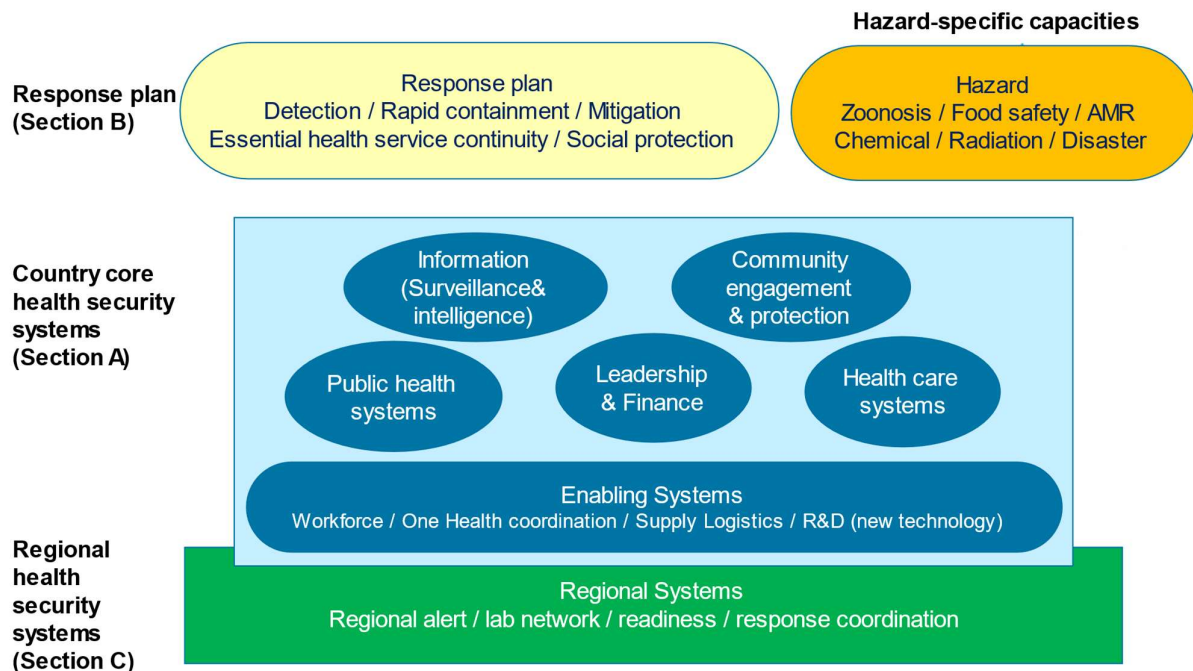 Hazard-specific capacities
Response plan
(Section B)
Response plan
Detection / Rapid containment / Mitigation
Essential health service continuity / Social protection
Hazard
Zoonosis / Food safety / AMR
Chemical / Radiation / Disaster
Country core
health security
systems
(Section A)
Information
(Surveillance&
intelligence)
Community
engagement
& protection
Public health
systems
Leadership
& Finance
Health care
systems
Enabling Systems
Workforce / One Health coordination / Supply Logistics / R&D (new technology)
Regional
health
security
systems
(Section C)
Regional Systems
Regional alert / lab network / readiness / response coordination